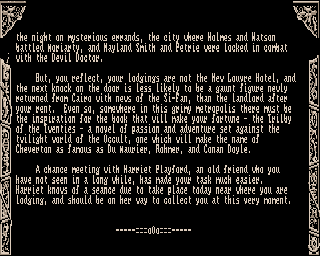 the night on mysterious errands, the city where Holmes and Watson
battled Moriarty, and Nayland Smith and Petrie were locked in combat
with the Devil Doctor.
But, you reflect, your lodgings are not the New Louvre Hotel, and
the next knock on the door is less likely to be a gaunt figure newly
returned from Cairo with news of the Si-Fan, than the landlord after
your rent. Even so, somewhere in this grimy metropolis there must be
the inspiration for the book that will make your fortune - the Trilby
of the Twenties - a novel of passion and adventure set against the
twilight world of the Occult, one which will make the name of
Cheverton as famous as Du Maurier, Rohmer, and Conan Doyle.
A chance meeting with Harriet Playford, an old friend who you
have not seen in a long while, has made your task much easier.
Harriet knows of a seance due to take place today near where you are
lodging, and should be on her way to collect you at this very moment.